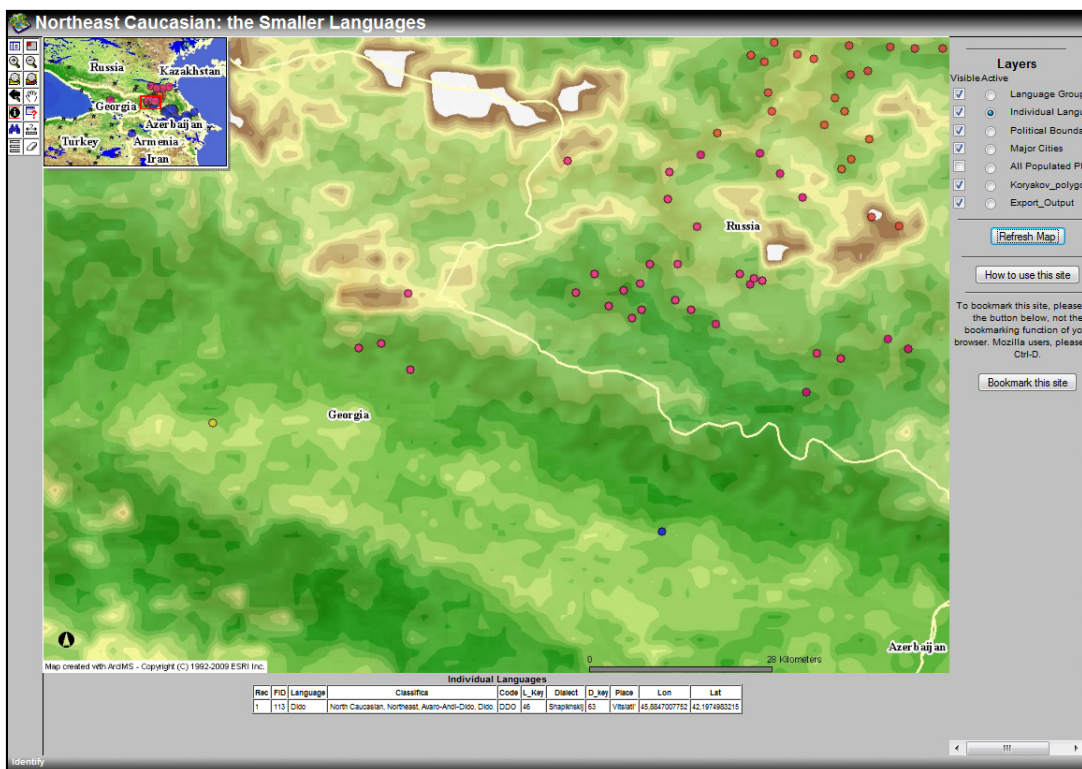 Northeast Caucasian: the Smaller Languages
Russia
Kazakhstan
Georgia
Azerbaijan
Turkey
Armenia
Iran
Layers
Visible Active
Language Group
Individual Langu
Political Bounda
Major Cities
All Populated Pl
Koryakov_polygo
Export_Output
Refresh Map
How to use this site
To bookmark this site, please
the button below, not the
bookmarking function of yo
browser. Mozilla users, please
Ctrl-D.
Bookmark this site
Russia
Georgia
Azerbaijan
0 28 Kilometers
Map created with ArcIMS - Copyright (C) 1992-2009 ESRI Inc.
Individual Languages
Rec FID Language Classifica Code L_Key Dialect D_key Place Lon Lat
1 113 Dido North Caucasian, Northeast, Avaro-Andi-Dido, Dido. DDO 46 63 45,8847007752 42,1974983215
Identify